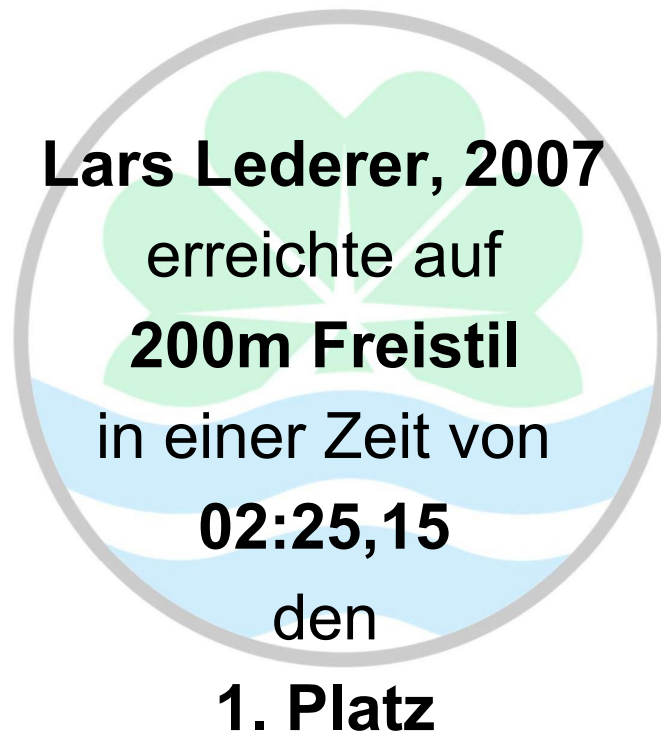 Lars Lederer, 2007
erreichte auf
200m Freistil
in einer Zeit von
02:25,15
den
1. Platz